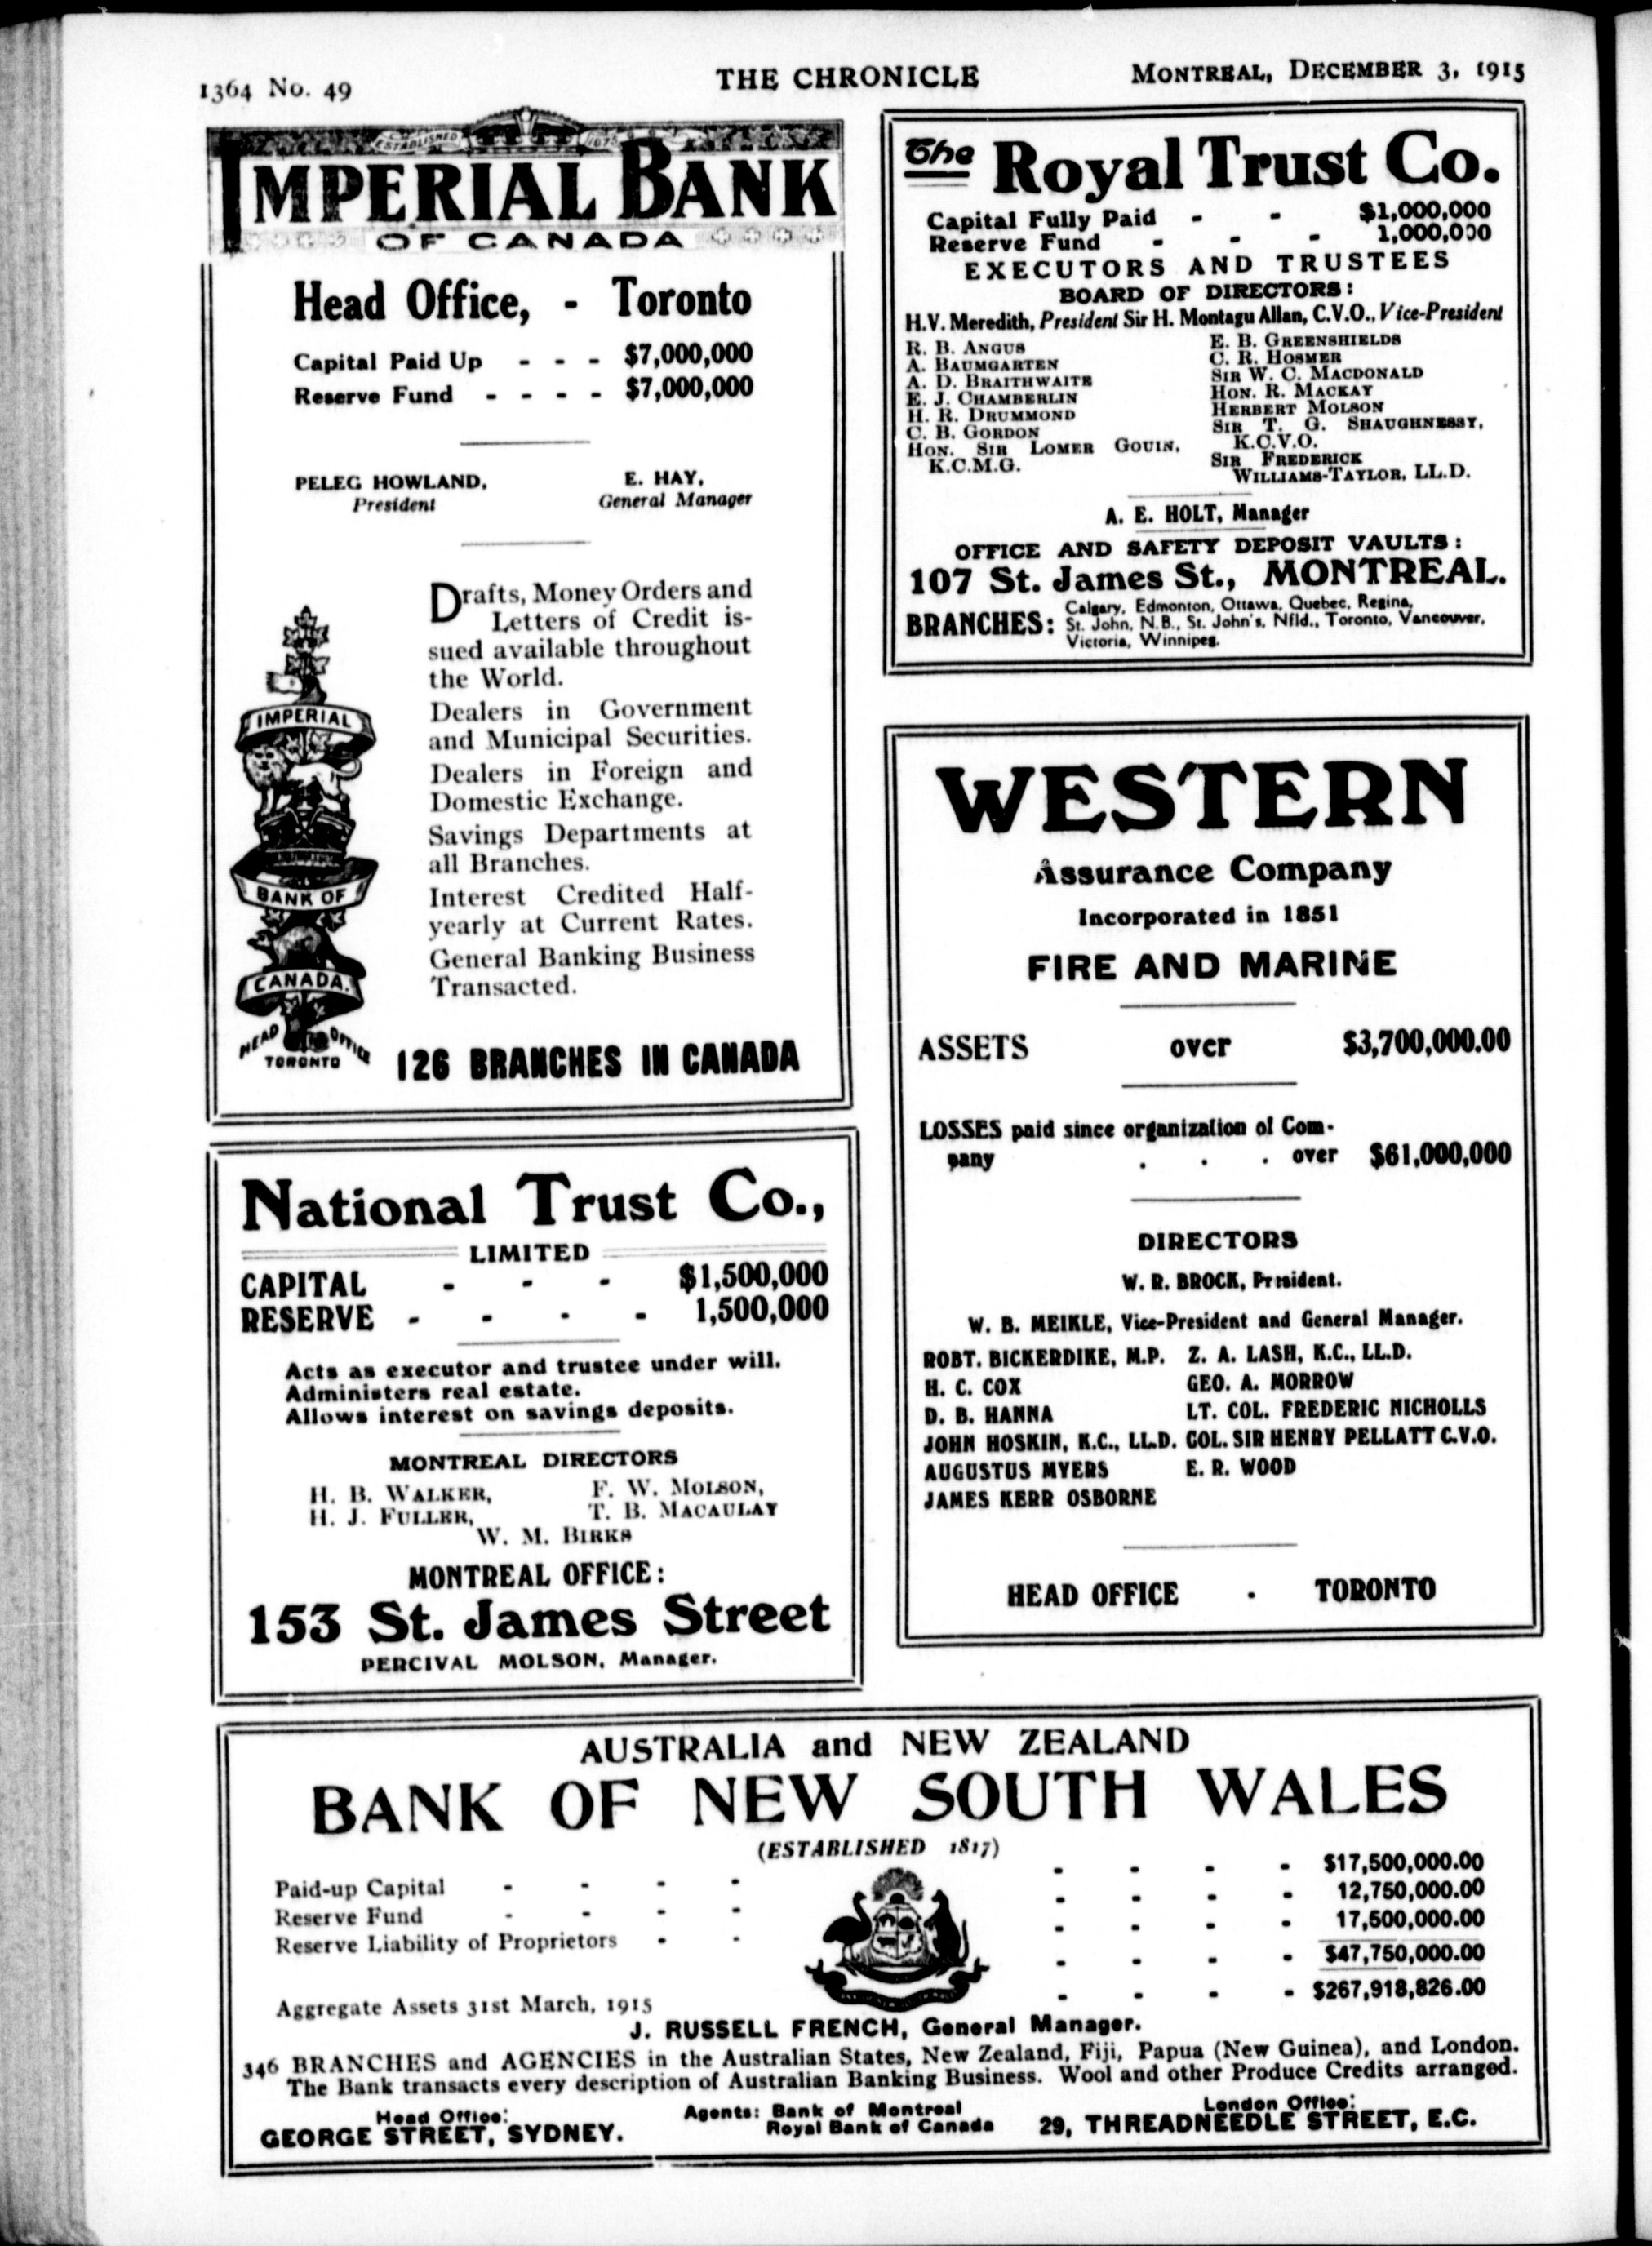 1364 No. 49 THE CHRONICLE MONTREAL, DECEMBER 3, 1915
ESTABLISHED 1875
IMPERIAL BANK
OF CANADA
Head Office, - Toronto
Capital Paid Up - - - $7,000,000
Reserve Fund - - - - $7,000,000
PELEG HOWLAND, E. HAY,
President General Manager
Drafts, Money Orders and
Letters of Credit is-
sued available throughout
the World.
Dealers in Government
and Municipal Securities.
Dealers in Foreign and
Domestic Exchange.
Savings Departments at
all Branches.
Interest Credited Half-
yearly at Current Rates.
General Banking Business
Transacted.
IMPERIAL
BANK OF
CANADA.
HEAD OFFICE
TORONTO
126 BRANCHES IN CANADA
National Trust Co.,
LIMITED
CAPITAL - - - $1,500,000
RESERVE - - - - 1,500,000
Acts as executor and trustee under will.
Administers real estate.
Allows interest on savings deposits.
MONTREAL DIRECTORS
H. B. WALKER, F. W. MOLSON,
H. J. FULLER, T. B. MACAULAY
W. M. BIRKS
MONTREAL OFFICE:
153 St. James Street
PERCIVAL MOLSON, Manager.
The Royal Trust Co.
Capital Fully Paid - - $1,000,000
Reserve Fund - - - 1,000,000
EXECUTORS AND TRUSTEES
BOARD OF DIRECTORS:
H.V. Meredith, President Sir H. Montagu Allan, C.V.O., Vice-President
R. B. ANGUS
A. BAUMGARTEN
A. D. BRAITHWAITE
E. J. CHAMBERLIN
H. R. DRUMMOND
C. B. GORDON
HON. SIR LOMER GOUIN,
K.C.M.G.
E. B. GREENSHIELDS
C. R. HOSMER
SIR W. C. MACDONALD
HON. R. MACKAY
HERBERT MOLSON
SIR T. G. SHAUGHNESSY,
K.C.V.O.
SIR FREDERICK
WILLIAMS-TAYLOR, LL.D.
A. E. HOLT, Manager
OFFICE AND SAFETY DEPOSIT VAULTS:
107 St. James St., MONTREAL.
BRANCHES: Calgary, Edmonton, Ottawa, Quebec, Regina,
St. John, N.B., St. John's, Nfld., Toronto, Vancouver,
Victoria, Winnipeg.
WESTERN
Assurance Company
Incorporated in 1851
FIRE AND MARINE
ASSETS over $3,700,000.00
LOSSES paid since organization of Com-
pany . . . over $61,000,000
DIRECTORS
W. R. BROCK, President.
W. B. MEIKLE, Vice-President and General Manager.
ROBT. BICKERDIKE, M.P. Z. A. LASH, K.C., LL.D.
H. C. COX GEO. A. MORROW
D. B. HANNA LT. COL. FREDERIC NICHOLLS
JOHN HOSKIN, K.C., LL.D. COL. SIR HENRY PELLATT C.V.O.
AUGUSTUS MYERS E. R. WOOD
JAMES KERR OSBORNE
HEAD OFFICE - TORONTO
AUSTRALIA and NEW ZEALAND
BANK OF NEW SOUTH WALES
(ESTABLISHED 1817)
Paid-up Capital - - - - - - - - $17,500,000.00
Reserve Fund - - - - - - - - 12,750,000.00
Reserve Liability of Proprietors - - - - - - 17,500,000.00
- - - - $47,750,000.00
Aggregate Assets 31st March, 1915 - - - - $267,918,826.00
J. RUSSELL FRENCH, General Manager.
346 BRANCHES and AGENCIES in the Australian States, New Zealand, Fiji, Papua (New Guinea), and London.
The Bank transacts every description of Australian Banking Business. Wool and other Produce Credits arranged.
Head Office:
GEORGE STREET, SYDNEY.
Agents: Bank of Montreal
Royal Bank of Canada
London Office:
29, THREADNEEDLE STREET, E.C.